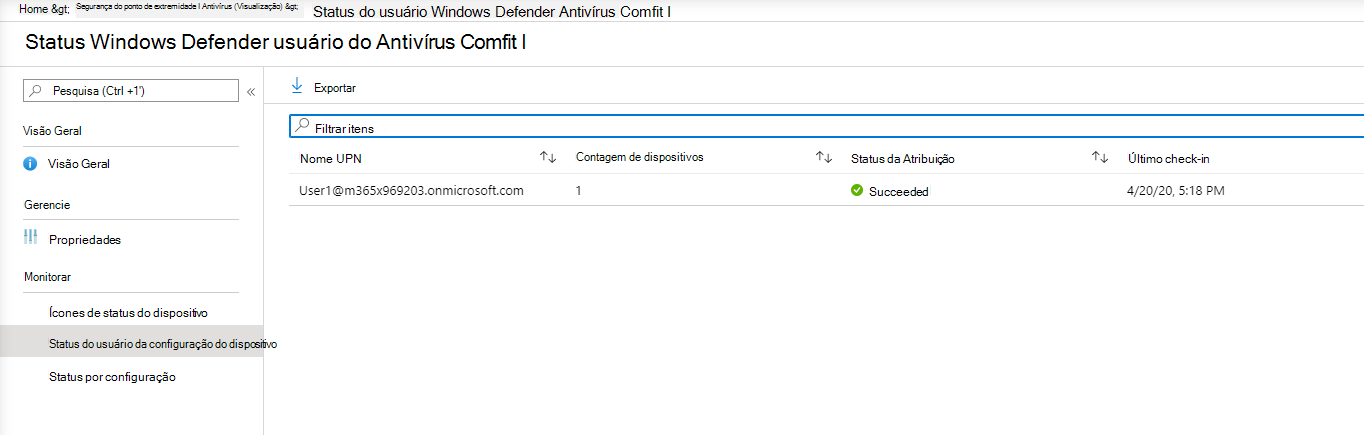 Home &gt; Segurança do ponto de extremidade I Antivírus (Visualização) &gt; Status do usuário Windows Defender Antivírus Comfit I
Status Windows Defender usuário do Antivírus Comfit I
Pesquisa (Ctrl +1') «
Exportar
Filtrar itens
Visão Geral
Visão Geral
Gerencie
Propriedades
Monitorar
Ícones de status do dispositivo
Status do usuário da configuração do dispositivo
Status por configuração
Nome UPN Contagem de dispositivos Status da Atribuição Último check-in
User1@m365x969203.onmicrosoft.com 1 Succeeded 4/20/20, 5:18 PM